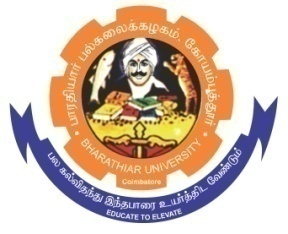 பாரதியார் பல்கலைக்கழகம், கோயம்புத்தூர்
BHARATHIAR UNIVERSITY
Coimbatore
பல கல்விதந்து இந்தபாரை உயர்த்திட வேண்டும்
EDUCATE TO ELEVATE